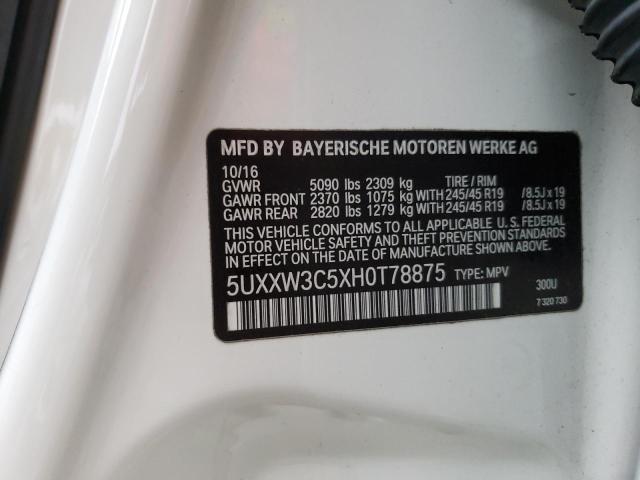 MFD BY BAYERISCHE MOTOREN WERKE AG
10/16
GVWR 5090 lbs 2309 kg TIRE / RIM
GAWR FRONT 2370 lbs 1075 kg WITH 245/45 R19 /8.5J x 19
GAWR REAR 2820 lbs 1279 kg WITH 245/45 R19 /8.5J x 19
THIS VEHICLE CONFORMS TO ALL APPLICABLE U. S. FEDERAL
MOTOR VEHICLE SAFETY, BUMPER, AND THEFT PREVENTION STANDARDS
IN EFFECT ON THE DATE OF MANUFACTURE SHOWN ABOVE.
5UXXW3C5XH0T78875 TYPE: MPV
300U
7 320 730